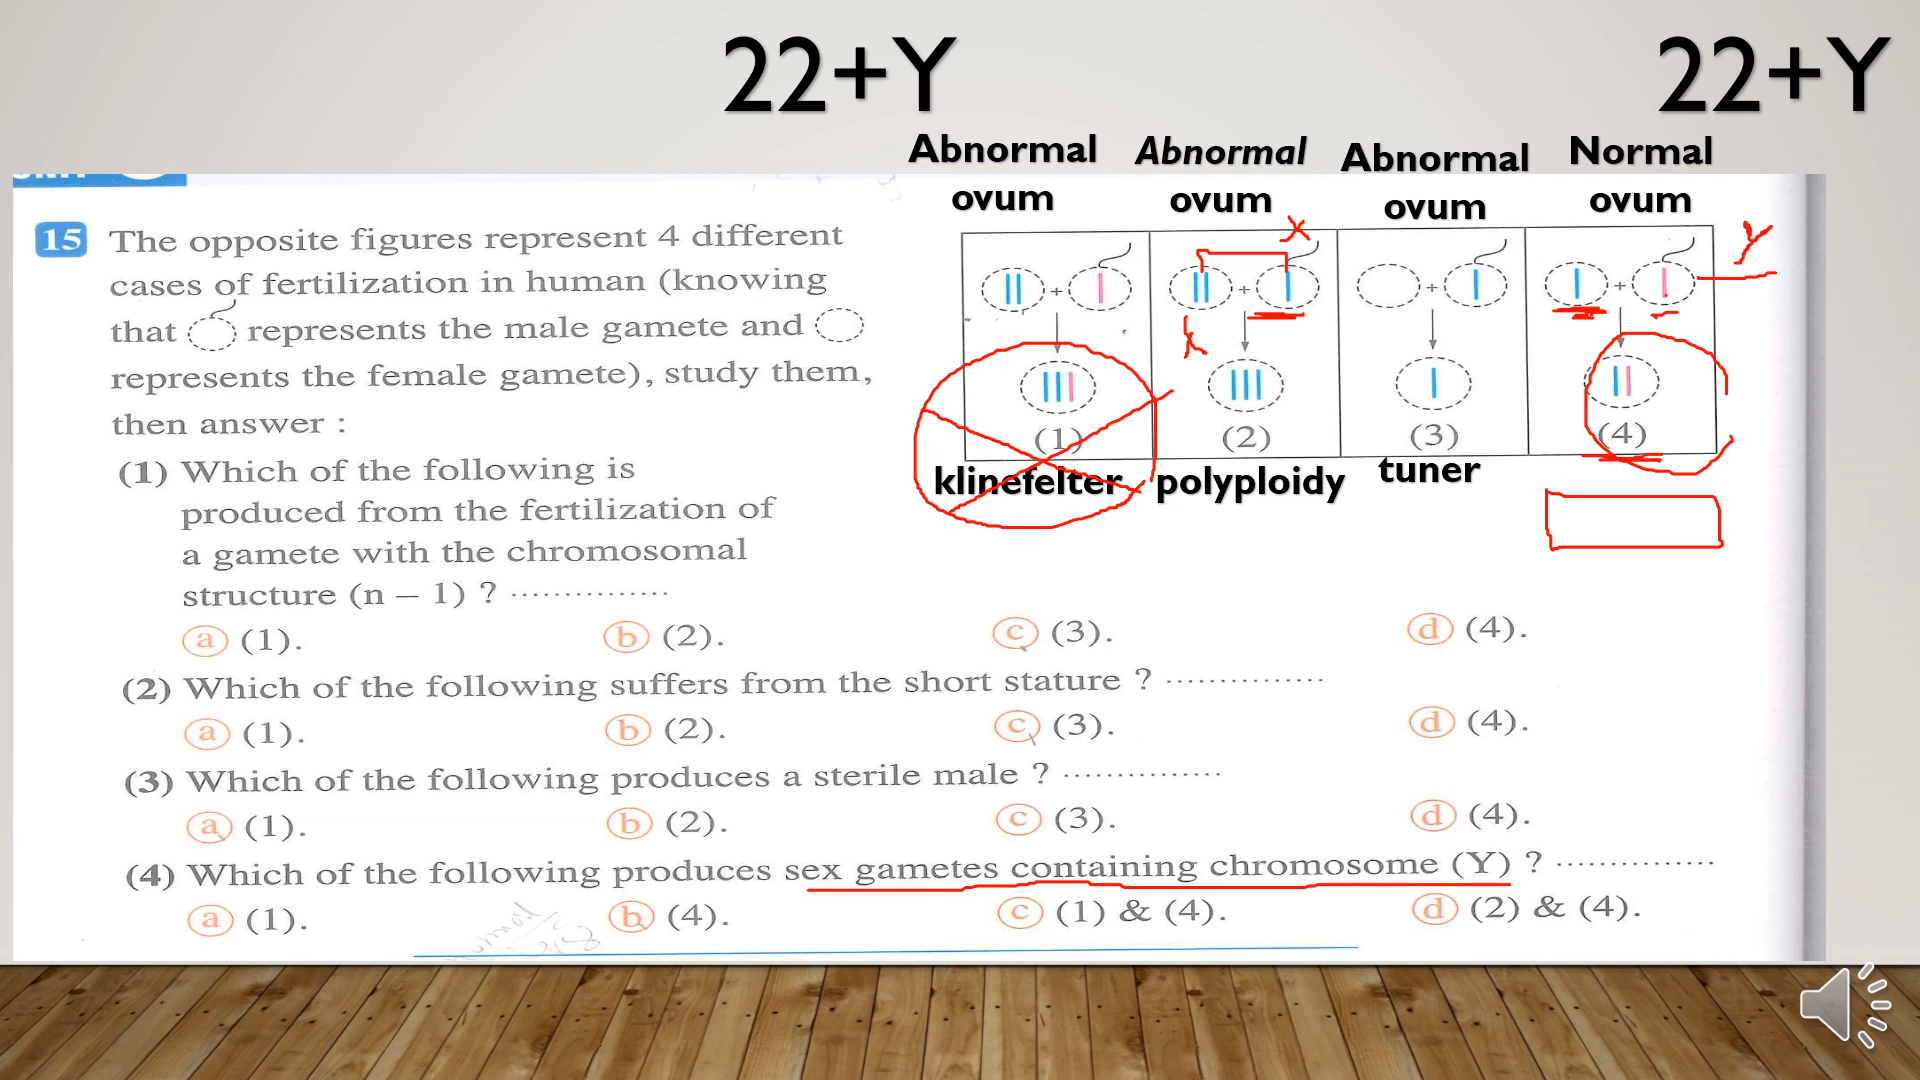 22+Y 22+Y
Abnormal ovum
Abnormal ovum
Abnormal ovum
Normal ovum
15 The opposite figures represent 4 different
cases of fertilization in human (knowing
that represents the male gamete and
represents the female gamete), study them,
then answer :
X
X
Y
+ + + +
(1) (2) (3) (4)
klinefelter polyploidy tuner
(1) Which of the following is
produced from the fertilization of
a gamete with the chromosomal
structure (n – 1) ? ...............
a (1). b (2). c (3). d (4).
(2) Which of the following suffers from the short stature ? ...............
a (1). b (2). c (3). d (4).
(3) Which of the following produces a sterile male ? ...............
a (1). b (2). c (3). d (4).
(4) Which of the following produces sex gametes containing chromosome (Y) ? ...............
a (1). b (4). c (1) & (4). d (2) & (4).